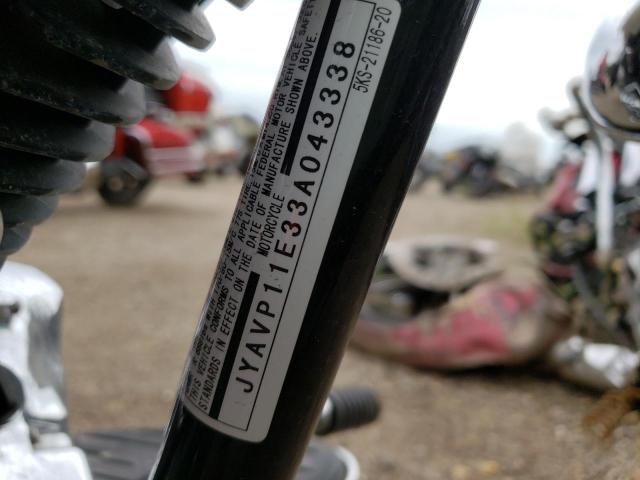 THIS VEHICLE CONFORMS TO ALL APPLICABLE FEDERAL MOTOR VEHICLE SAFETY
STANDARDS IN EFFECT ON THE DATE OF MANUFACTURE SHOWN ABOVE.
MOTORCYCLE
JYAVP11E33A043338
5KS-21186-20